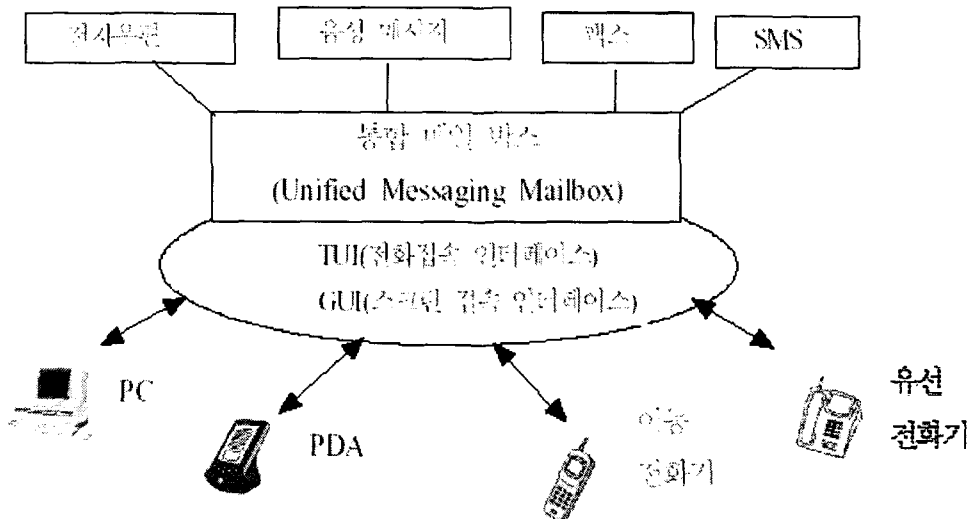 전자우편
음성 메시지
팩스
SMS
통합 메일 박스
(Unified Messaging Mailbox)
TUI(전화접속 인터페이스)
GUI(스크린 접속 인터페이스)
PC
PDA
이동
전화기
유선
전화기